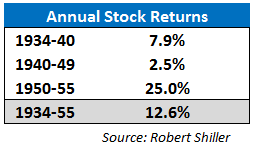 Annual Stock Returns
1934-40 7.9%
1940-49 2.5%
1950-55 25.0%
1934-55 12.6%
Source: Robert Shiller